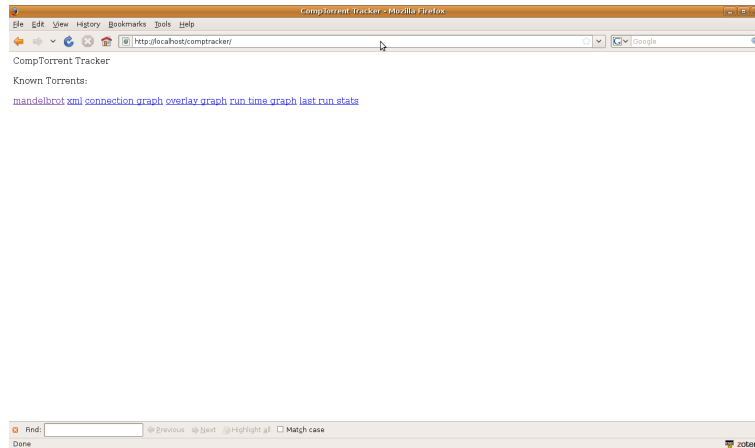 CompTorrent Tracker - Mozilla Firefox
File Edit View History Bookmarks Tools Help
http://localhost/comptracker/ Google
CompTorrent Tracker
Known Torrents:
mandelbrot xml connection graph overlay graph run time graph last run stats
Find: Previous Next Highlight all Match case
Done